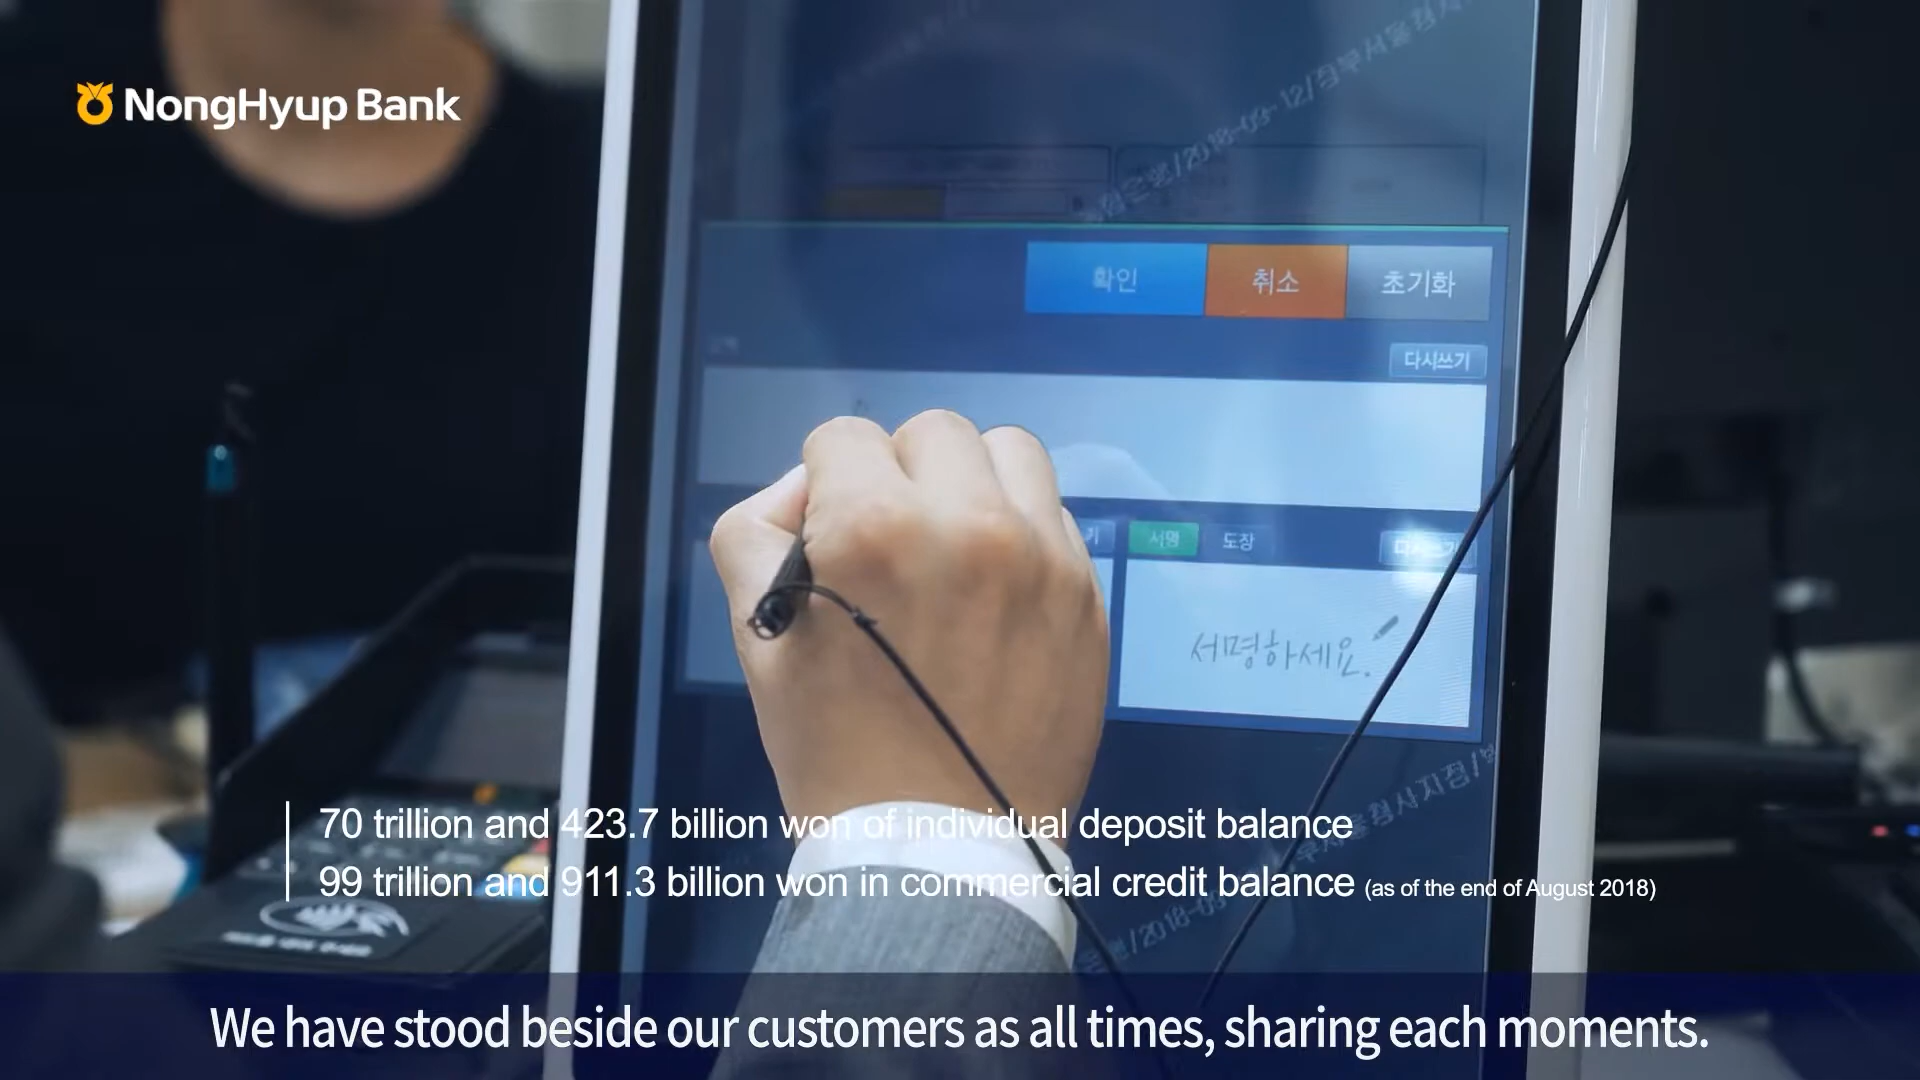 NongHyup Bank
확인 취소 초기화
다시쓰기
기 서명 도장
서명하세요.
70 trillion and 423.7 billion won of individual deposit balance
99 trillion and 911.3 billion won in commercial credit balance (as of the end of August 2018)
We have stood beside our customers as all times, sharing each moments.